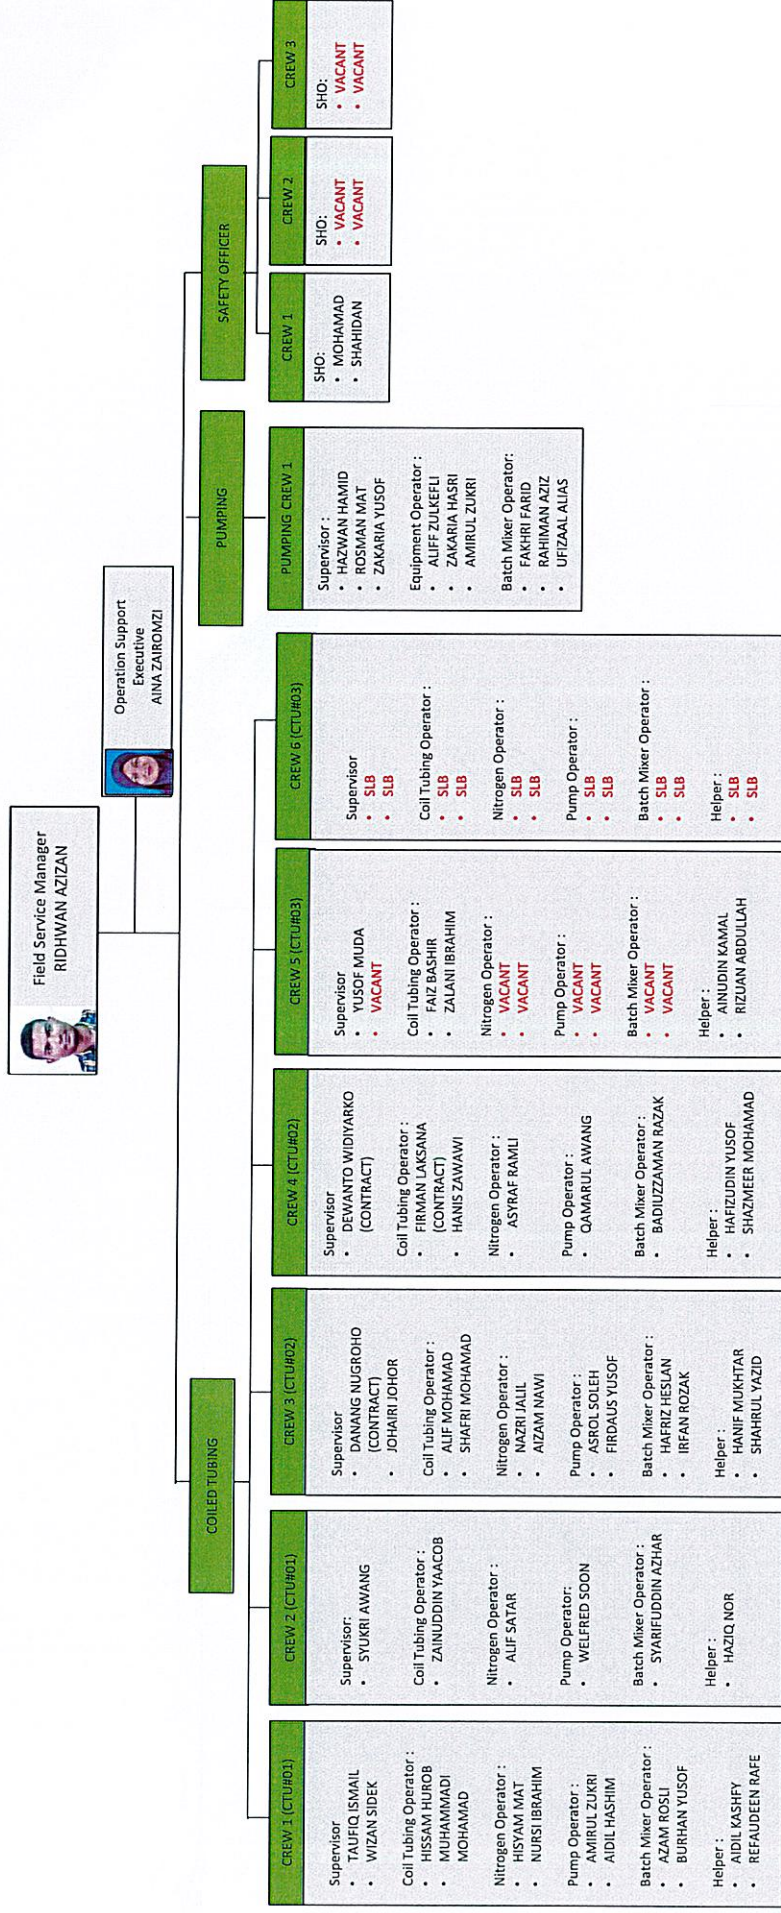 Field Service Manager
RIDHWAN AZIZAN
Operation Support
Executive
AINA ZAIROMZI
COILED TUBING
PUMPING
SAFETY OFFICER
CREW 1 (CTU#01)
Supervisor
• TAUFIQ ISMAIL
• WIZAN SIDEK
Coil Tubing Operator :
• HISSAM HUROB
• MUHAMMADI
MOHAMAD
Nitrogen Operator :
• HISYAM MAT
• NURSI IBRAHIM
Pump Operator :
• AMIRUL ZUKRI
• AIDIL HASHIM
Batch Mixer Operator :
• AZAM ROSLI
• BURHAN YUSOF
Helper :
• AIDIL KASHFY
• REFAUDEEN RAFE
CREW 2 (CTU#01)
Supervisor:
• SYUKRI AWANG
Coil Tubing Operator :
• ZAINUDDIN YAACOB
Nitrogen Operator :
• ALIF SATAR
Pump Operator:
• WELFRED SOON
Batch Mixer Operator :
• SYARIFUDDIN AZHAR
Helper :
• HAZIQ NOR
CREW 3 (CTU#02)
Supervisor
• DANANG NUGROHO
(CONTRACT)
• JOHAIRI JOHOR
Coil Tubing Operator :
• ALIF MOHAMAD
• SHAFRI MOHAMAD
Nitrogen Operator :
• NAZRI JALIL
• AIZAM NAWI
Pump Operator :
• ASROL SOLEH
• FIRDAUS YUSOF
Batch Mixer Operator :
• HAFRIZ HESLAN
• IRFAN ROZAK
Helper :
• HANIF MUKHTAR
• SHAHRUL YAZID
CREW 4 (CTU#02)
Supervisor
• DEWANTO WIDIYARKO
(CONTRACT)
Coil Tubing Operator :
• FIRMAN LAKSANA
(CONTRACT)
• HANIS ZAWAWI
Nitrogen Operator :
• ASYRAF RAMLI
Pump Operator :
• QAMARUL AWANG
Batch Mixer Operator :
• BADIUZZAMAN RAZAK
Helper :
• HAFIZUDIN YUSOF
• SHAZMEER MOHAMAD
CREW 5 (CTU#03)
Supervisor
• YUSOF MUDA
• VACANT
Coil Tubing Operator :
• FAIZ BASHIR
• ZALANI IBRAHIM
Nitrogen Operator :
• VACANT
• VACANT
Pump Operator :
• VACANT
• VACANT
Batch Mixer Operator :
• VACANT
• VACANT
Helper :
• AINUDIN KAMAL
• RIZUAN ABDULLAH
CREW 6 (CTU#03)
Supervisor
• SLB
• SLB
Coil Tubing Operator :
• SLB
• SLB
Nitrogen Operator :
• SLB
• SLB
Pump Operator :
• SLB
• SLB
Batch Mixer Operator :
• SLB
• SLB
Helper :
• SLB
• SLB
PUMPING CREW 1
Supervisor :
• HAZWAN HAMID
• ROSMAN MAT
• ZAKARIA YUSOF
Equipment Operator :
• ALIFF ZULKEFLI
• ZAKARIA HASRI
• AMIRUL ZUKRI
Batch Mixer Operator:
• FAKHRI FARID
• RAHIMAN AZIZ
• UFIZAAL ALIAS
CREW 1
SHO:
• MOHAMAD
• SHAHIDAN
CREW 2
SHO:
• VACANT
• VACANT
CREW 3
SHO:
• VACANT
• VACANT